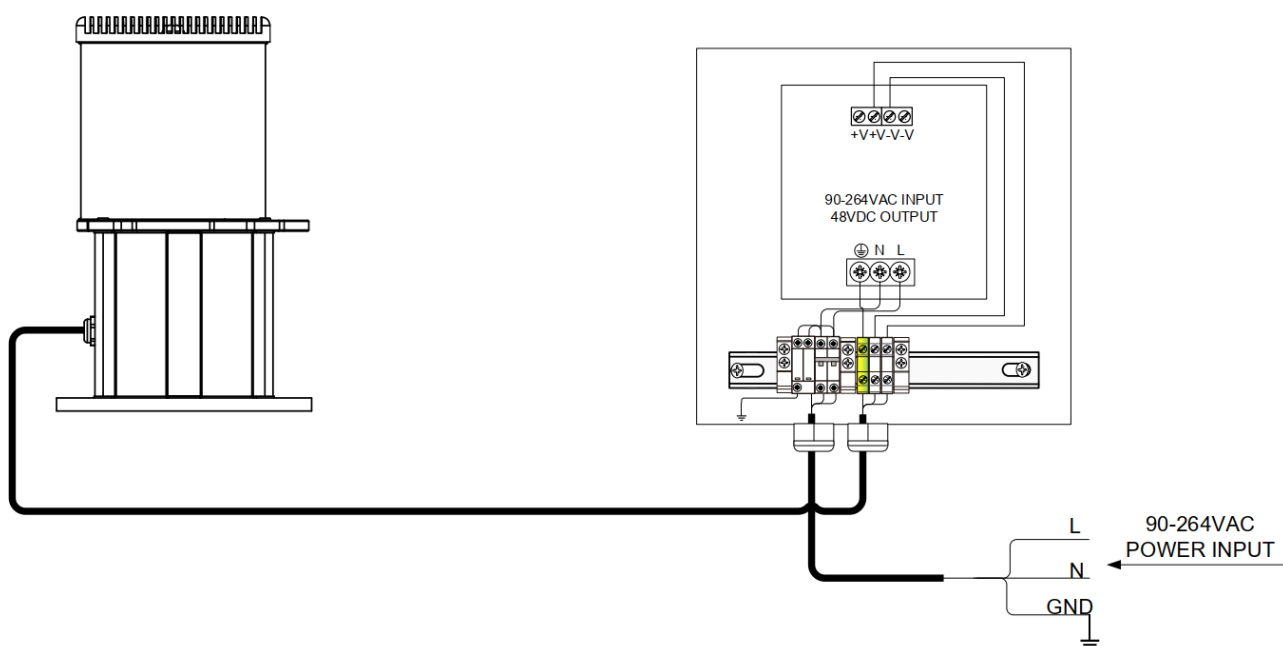 +V+V-V-V
90-264VAC INPUT
48VDC OUTPUT
N L
L
90-264VAC
POWER INPUT
N
GND